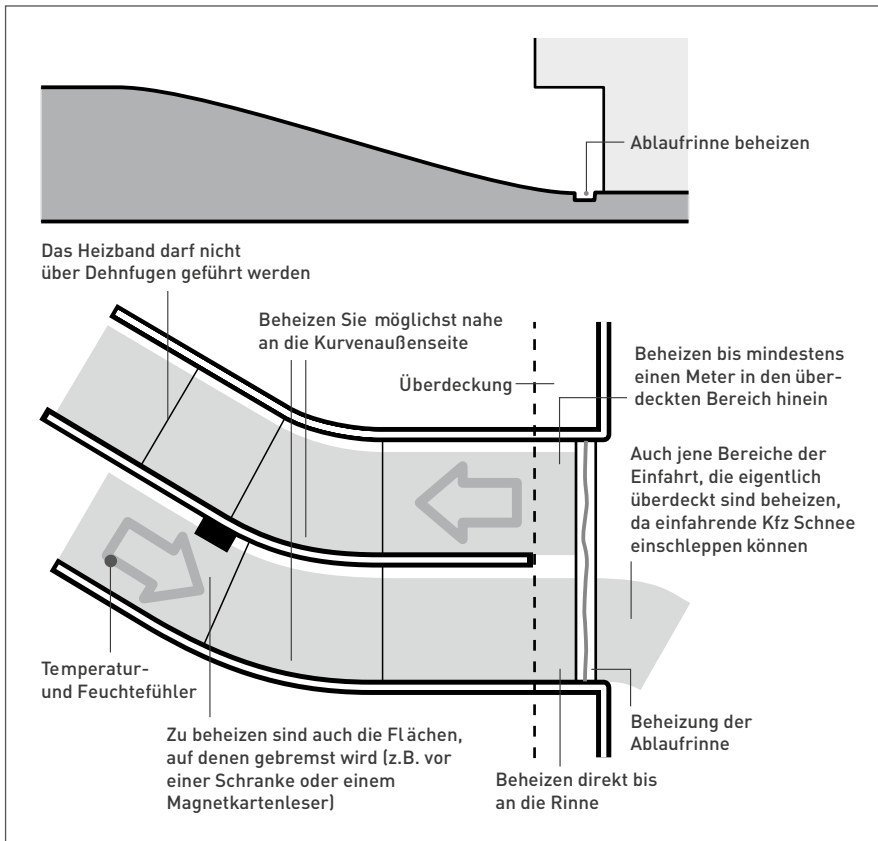 Ablaufrinne beheizen
Das Heizband darf nicht
über Dehnfugen geführt werden
Beheizen Sie möglichst nahe
an die Kurvenaußenseite
Überdeckung
Beheizen bis mindestens
einen Meter in den über-
deckten Bereich hinein
Auch jene Bereiche der
Einfahrt, die eigentlich
überdeckt sind beheizen,
da einfahrende Kfz Schnee
einschleppen können
Temperatur-
und Feuchtefühler
Zu beheizen sind auch die Flächen,
auf denen gebremst wird (z.B. vor
einer Schranke oder einem
Magnetkartenleser)
Beheizen direkt bis
an die Rinne
Beheizung der
Ablaufrinne